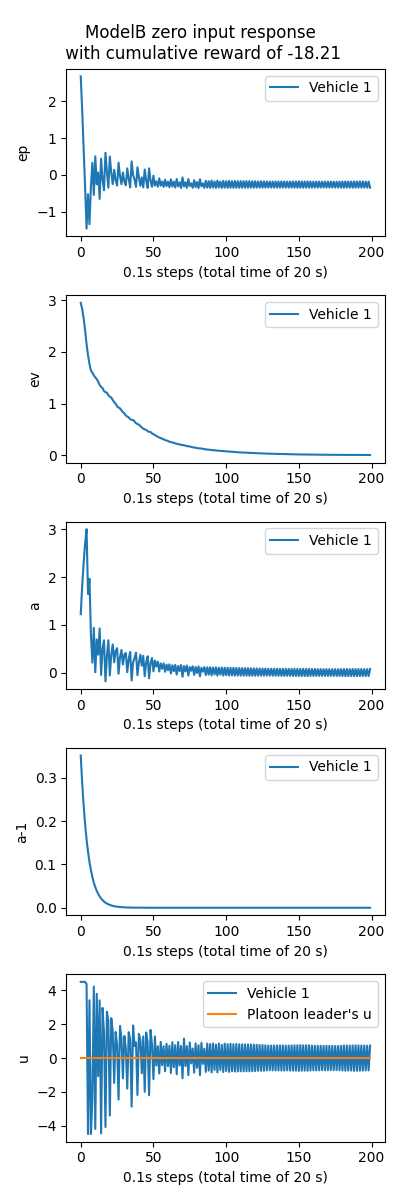 ModelB zero input response
with cumulative reward of -18.21
Vehicle 1
ep
2
1
0
−1
0 50 100 150 200
0.1s steps (total time of 20 s)
Vehicle 1
ev
3
2
1
0
0 50 100 150 200
0.1s steps (total time of 20 s)
Vehicle 1
a
3
2
1
0
0 50 100 150 200
0.1s steps (total time of 20 s)
Vehicle 1
a-1
0.3
0.2
0.1
0.0
0 50 100 150 200
0.1s steps (total time of 20 s)
Vehicle 1
Platoon leader's u
u
4
2
0
−2
−4
0 50 100 150 200
0.1s steps (total time of 20 s)